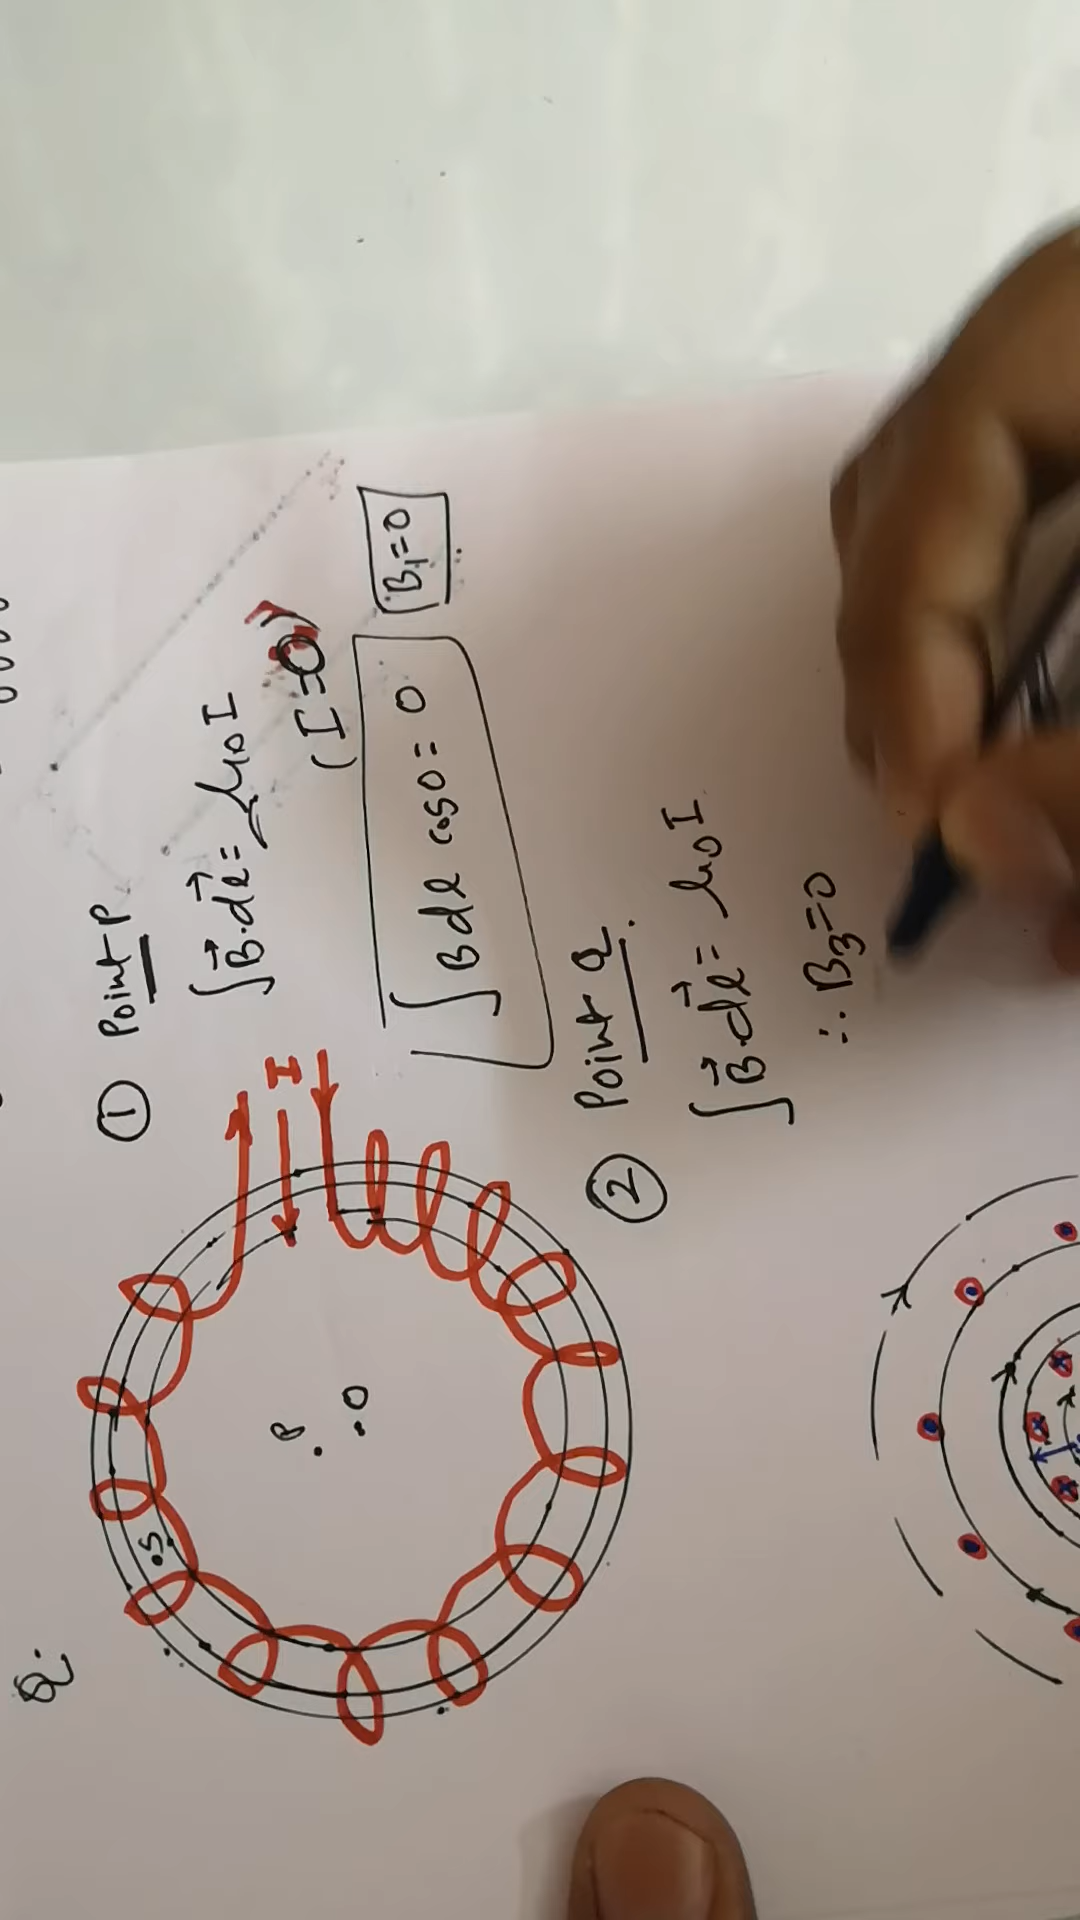 ① Point P
∫B⃗.dl⃗ = μ₀I
(I=0)
∫B dl cos0 = 0
B₁=0
② Point Q.
∫B⃗.dl⃗ = μ₀I
∴ B₃=0
I
P
O
S
Q